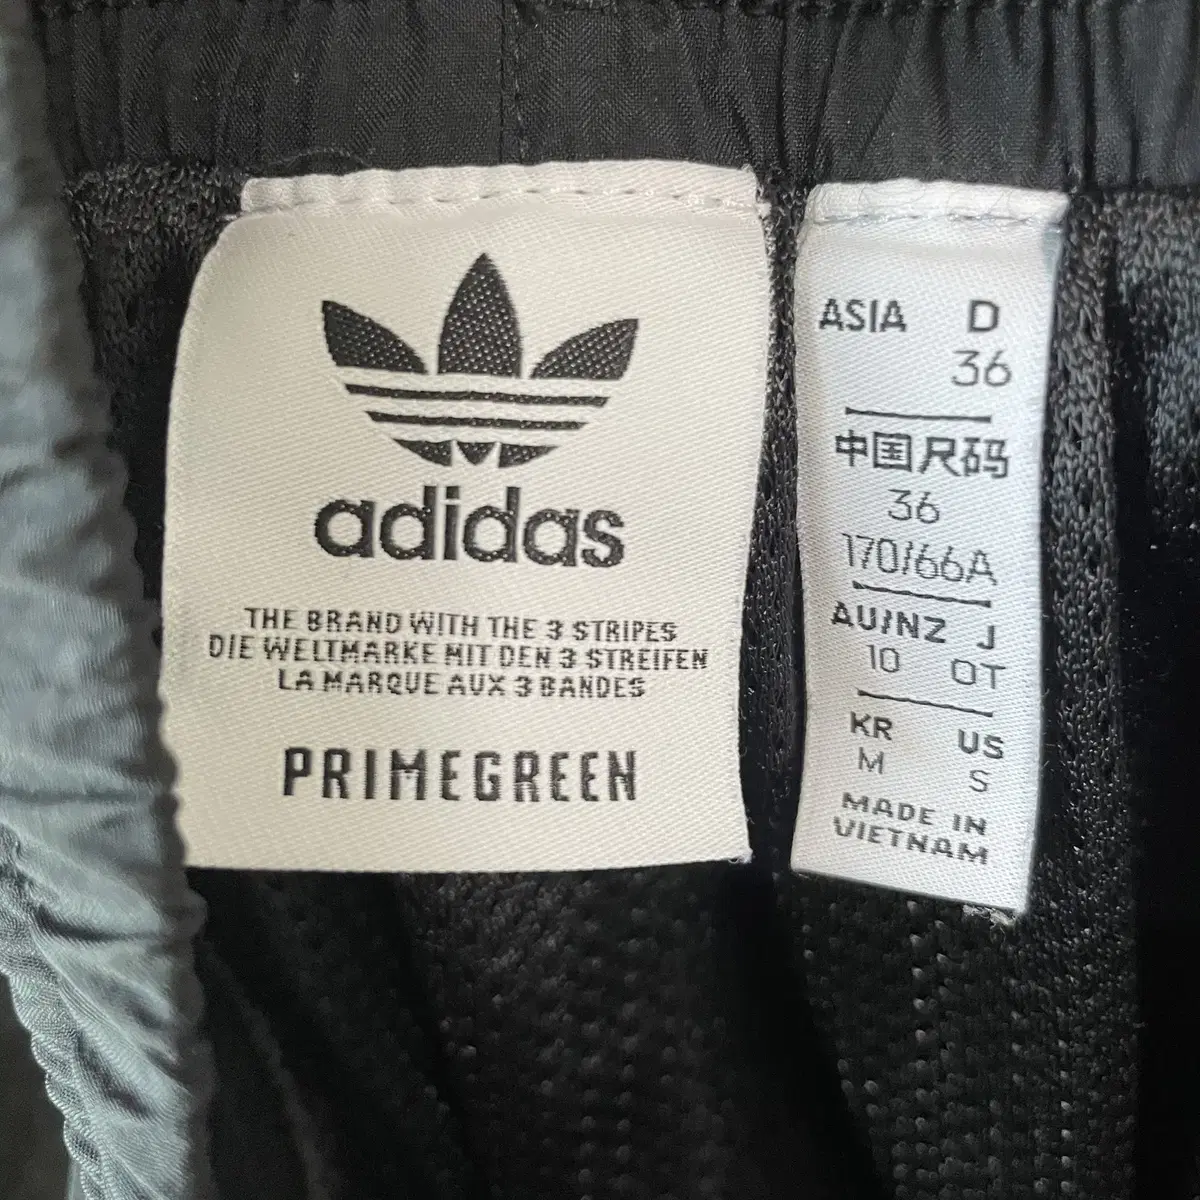 adidas
THE BRAND WITH THE 3 STRIPES
DIE WELTMARKE MIT DEN 3 STREIFEN
LA MARQUE AUX 3 BANDES
PRIMEGREEN
ASIA D
36
中国尺码
36
170/66A
AU/NZ J
10 OT
KR US
M S
MADE IN
VIETNAM